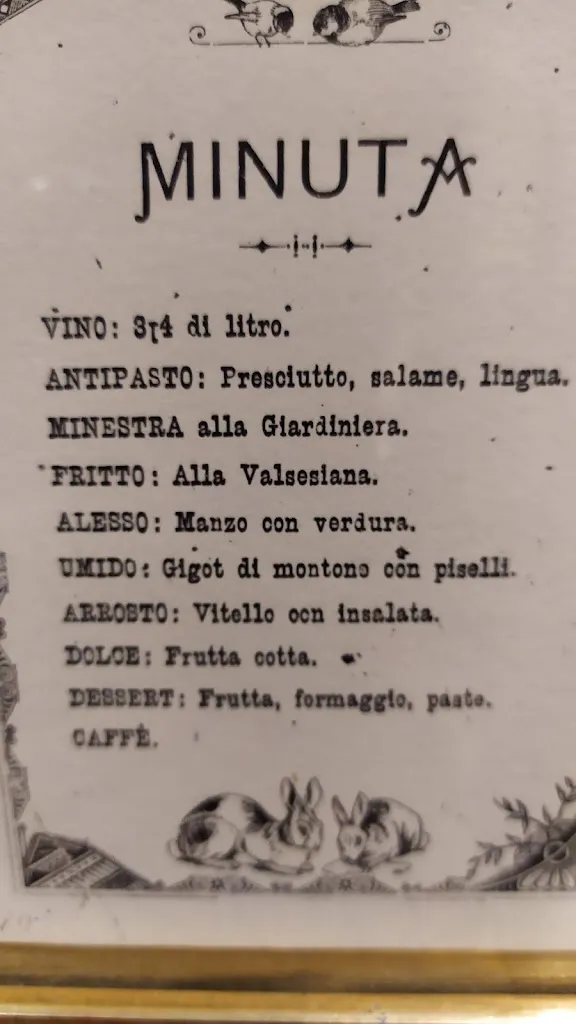 MINUTA
VINO: 3₮4 di litro.
ANTIPASTO: Presciutto, salame, lingua.
MINESTRA alla Giardiniera.
FRITTO: Alla Valsesiana.
ALESSO: Manzo con verdura.
UMIDO: Gigot di montone con piselli.
ARROSTO: Vitello con insalata.
DOLCE: Frutta cotta.
DESSERT: Frutta, formaggio, paste.
CAFFÈ.